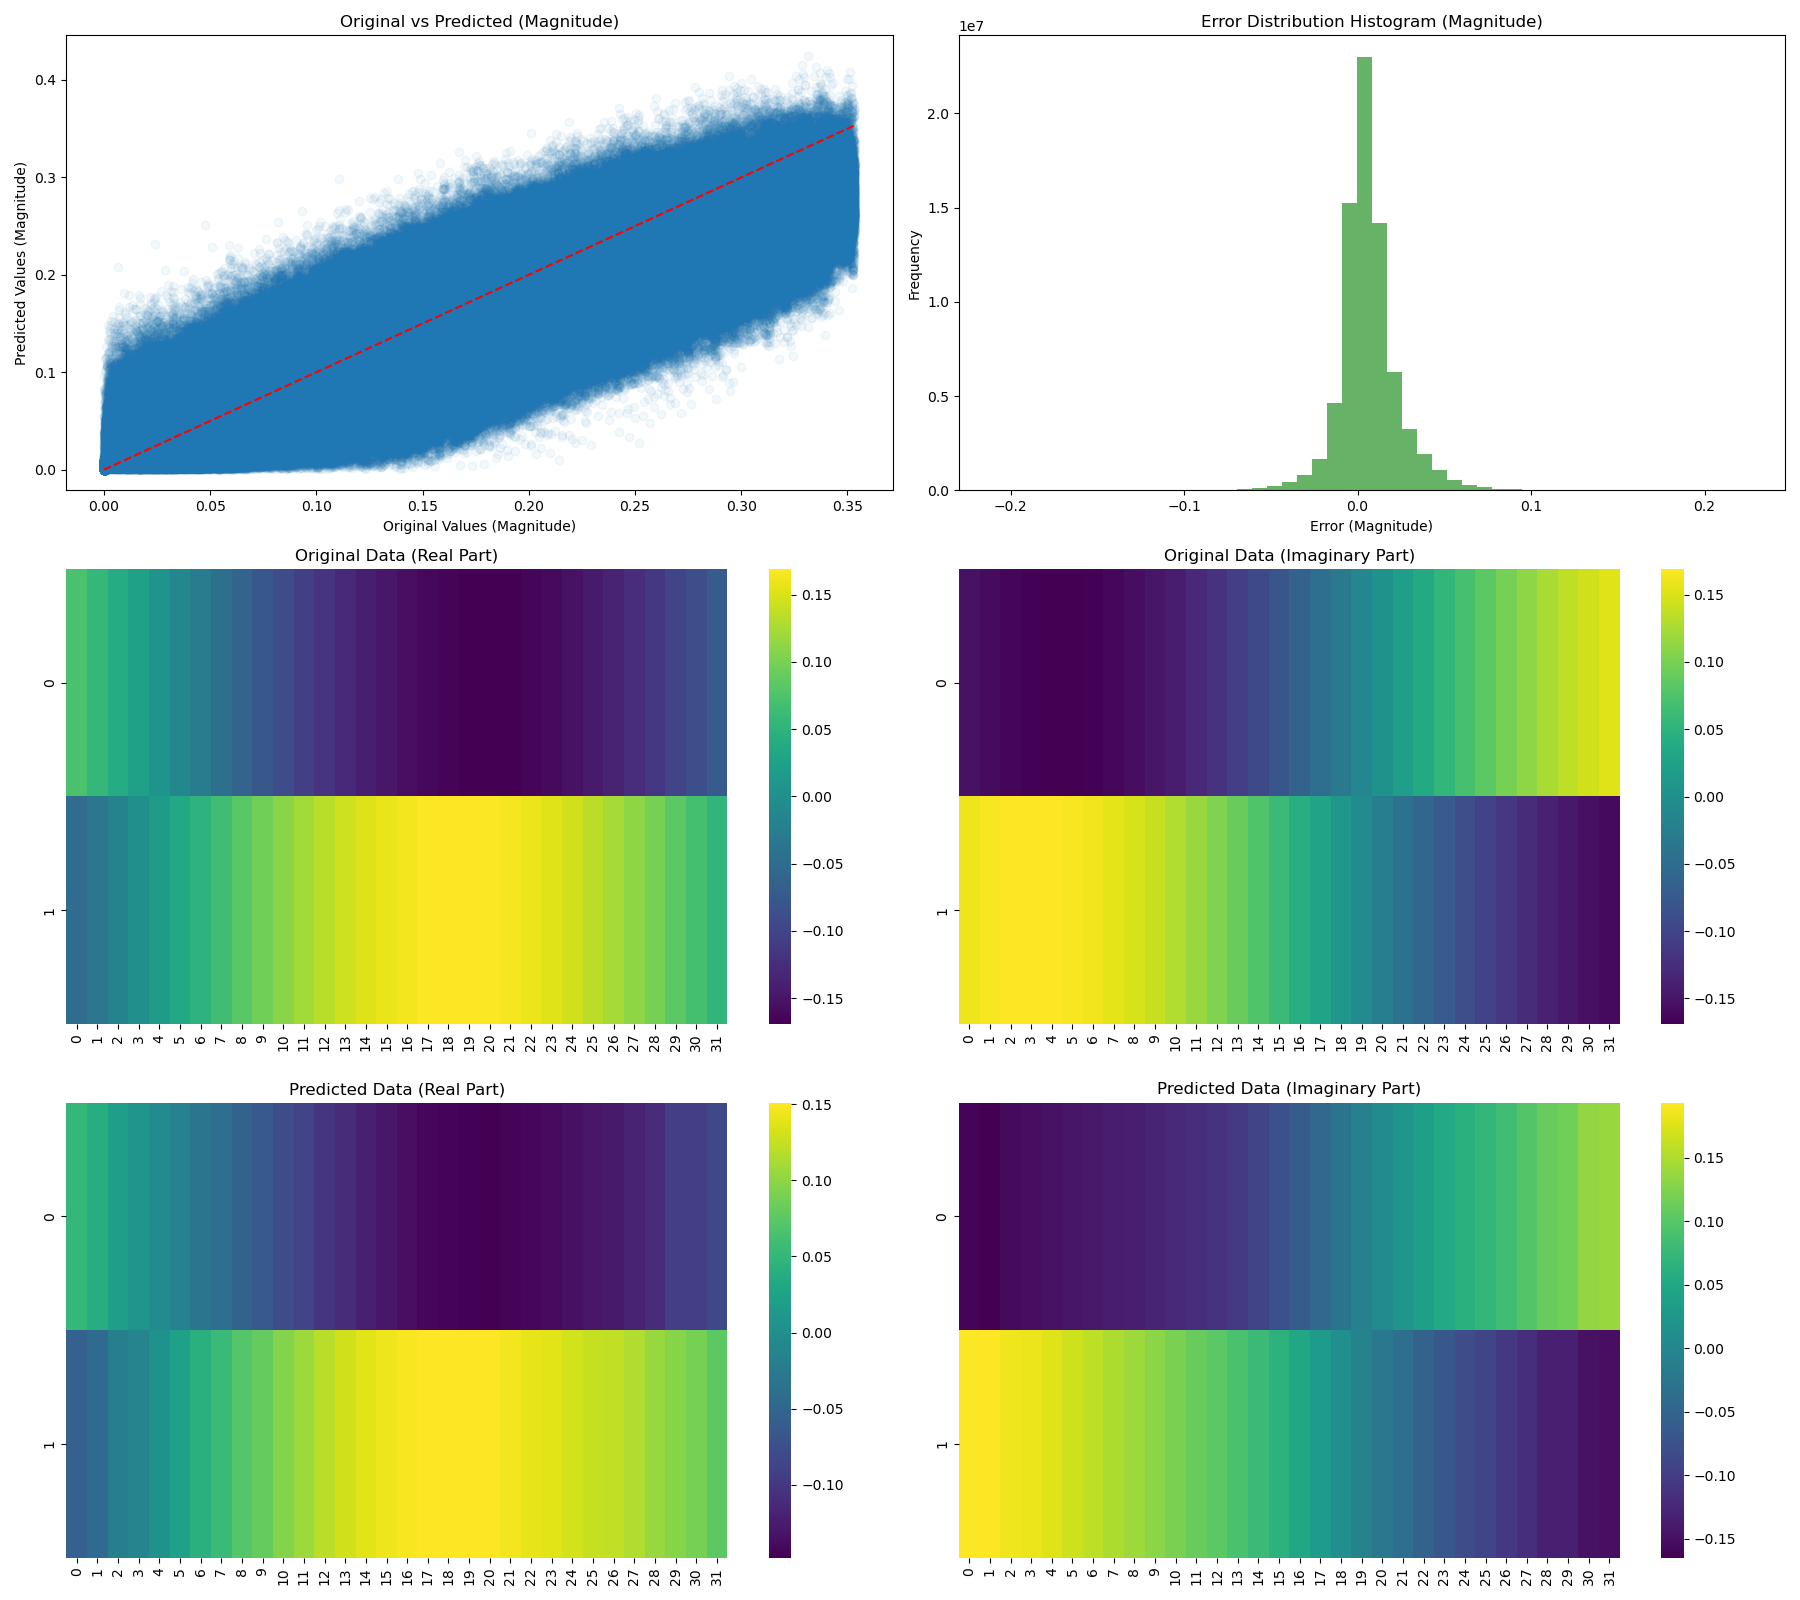 Original vs Predicted (Magnitude)
Predicted Values (Magnitude)
0.4
0.3
0.2
0.1
0.0
0.00 0.05 0.10 0.15 0.20 0.25 0.30 0.35
Original Values (Magnitude)
Error Distribution Histogram (Magnitude)
1e7
Frequency
2.0
1.5
1.0
0.5
0.0
−0.2 −0.1 0.0 0.1 0.2
Error (Magnitude)
Original Data (Real Part)
0
1
0 1 2 3 4 5 6 7 8 9 10 11 12 13 14 15 16 17 18 19 20 21 22 23 24 25 26 27 28 29 30 31
0.15
0.10
0.05
0.00
−0.05
−0.10
−0.15
Original Data (Imaginary Part)
0
1
0 1 2 3 4 5 6 7 8 9 10 11 12 13 14 15 16 17 18 19 20 21 22 23 24 25 26 27 28 29 30 31
0.15
0.10
0.05
0.00
−0.05
−0.10
−0.15
Predicted Data (Real Part)
0
1
0 1 2 3 4 5 6 7 8 9 10 11 12 13 14 15 16 17 18 19 20 21 22 23 24 25 26 27 28 29 30 31
0.15
0.10
0.05
0.00
−0.05
−0.10
Predicted Data (Imaginary Part)
0
1
0 1 2 3 4 5 6 7 8 9 10 11 12 13 14 15 16 17 18 19 20 21 22 23 24 25 26 27 28 29 30 31
0.15
0.10
0.05
0.00
−0.05
−0.10
−0.15